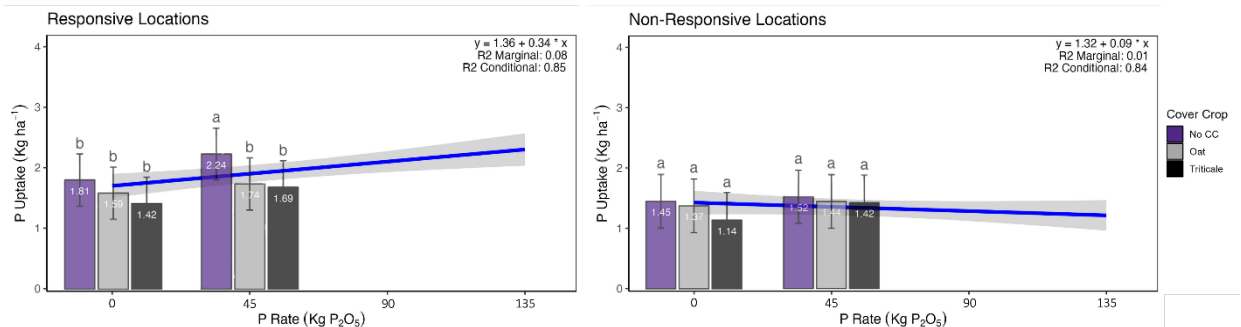 Responsive Locations
y = 1.36 + 0.34 * x
R2 Marginal: 0.08
R2 Conditional: 0.85
P Uptake (Kg ha⁻¹)
4
3
2
1
0
b b b
a b b
1.81 1.59 1.42
2.24 1.74 1.69
0 45 90 135
P Rate (Kg P₂O₅)
Non-Responsive Locations
y = 1.32 + 0.09 * x
R2 Marginal: 0.01
R2 Conditional: 0.84
P Uptake (Kg ha⁻¹)
4
3
2
1
0
a a a
a a a
1.45 1.37 1.14
1.52 1.44 1.42
0 45 90 135
P Rate (Kg P₂O₅)
Cover Crop
No CC
Oat
Triticale